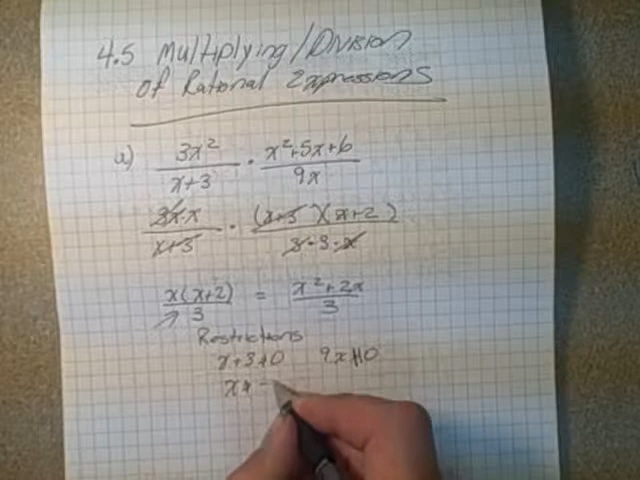 4.5 Multiplying/Division
of Rational Expressions
a) 3x²/x+3 · x²+5x+6/9x
3x·x/x+3 · (x+3)(x+2)/3·3·x
x(x+2)/3 = x²+2x/3
Restrictions
x+3≠0 9x≠0
x≠ -